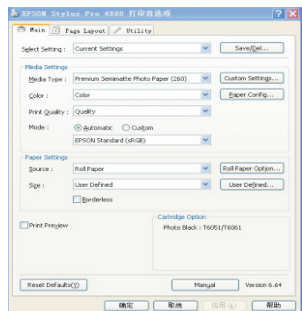 EPSON Stylus Pro 4880 打印首选项
Main Page Layout Utility
Select Setting : Current Settings Save/Del...
Media Settings
Media Type : Premium Semimatte Photo Paper (260) Custom Settings...
Color : Color Paper Config...
Print Quality : Quality
Mode : Automatic Custom
EPSON Standard (sRGB)
Paper Settings
Source : Roll Paper Roll Paper Option...
Size : User Defined User Defined...
Borderless
Print Preview
Cartridge Option
Photo Black : T6051/T6061
Reset Defaults(Y) Manual Version 6.64
确定 取消 应用(A) 帮助